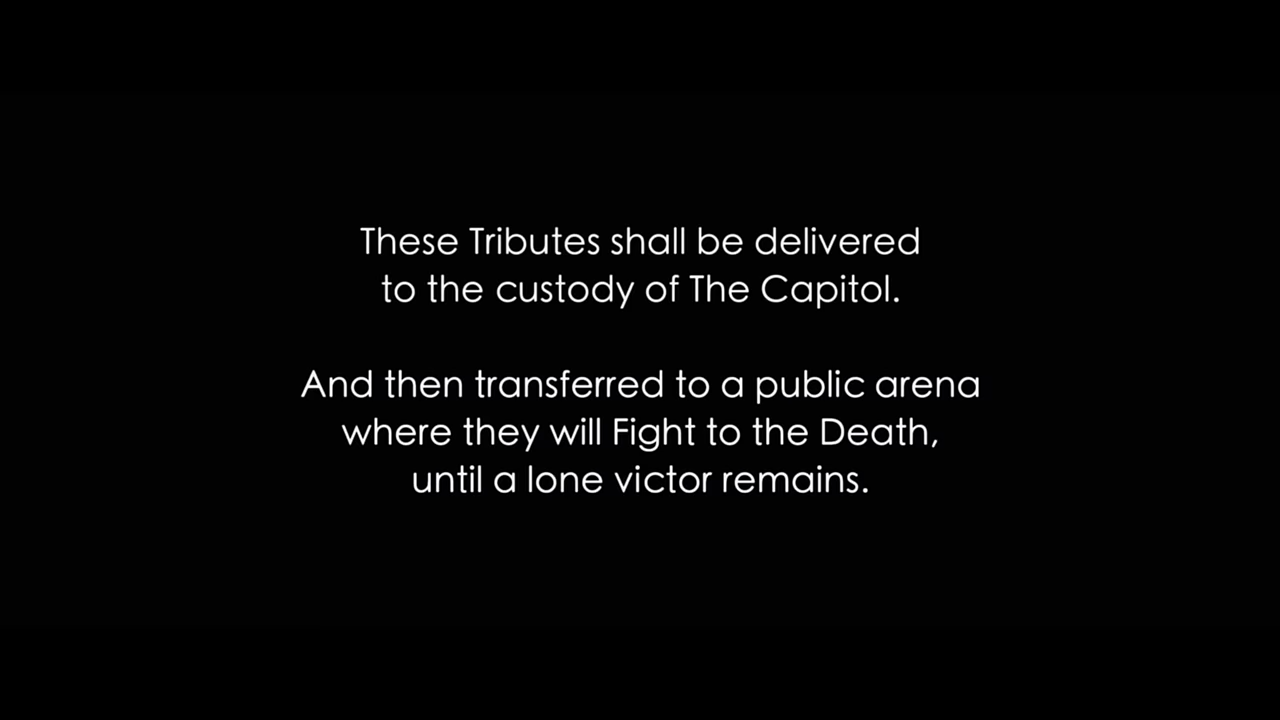 These Tributes shall be delivered
to the custody of The Capitol.
And then transferred to a public arena
where they will Fight to the Death,
until a lone victor remains.